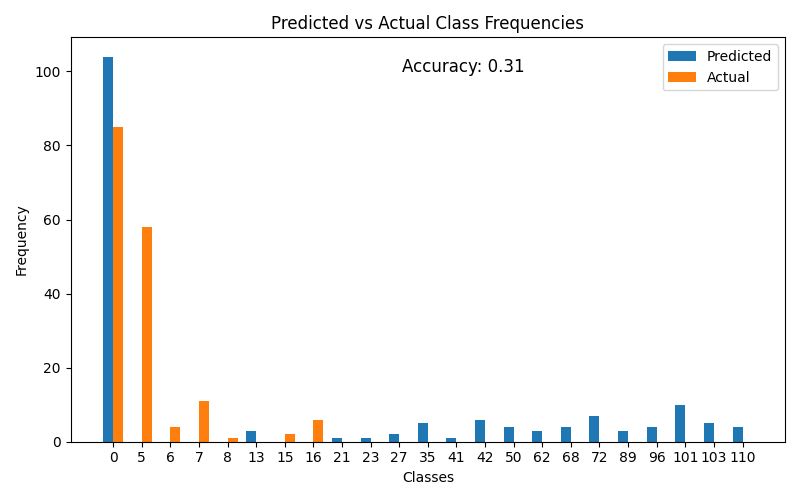 Predicted vs Actual Class Frequencies
Accuracy: 0.31
Predicted
Actual
100
80
60
40
20
0
Frequency
0 5 6 7 8 13 15 16 21 23 27 35 41 42 50 62 68 72 89 96 101 103 110
Classes